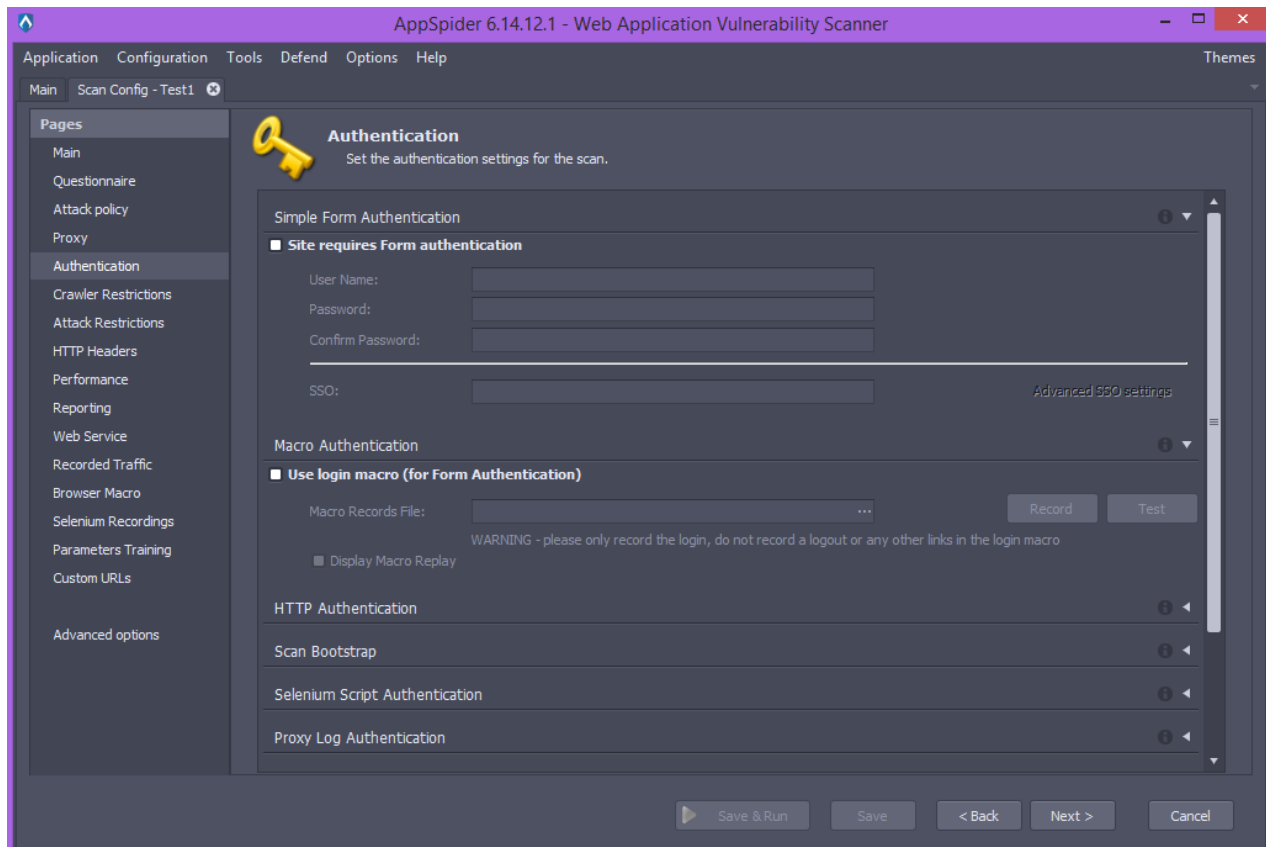 AppSpider 6.14.12.1 - Web Application Vulnerability Scanner
Application Configuration Tools Defend Options Help Themes
Main Scan Config - Test1
Pages
Main
Questionnaire
Attack policy
Proxy
Authentication
Crawler Restrictions
Attack Restrictions
HTTP Headers
Performance
Reporting
Web Service
Recorded Traffic
Browser Macro
Selenium Recordings
Parameters Training
Custom URLs
Advanced options
Authentication
Set the authentication settings for the scan.
Simple Form Authentication
Site requires Form authentication
User Name:
Password:
Confirm Password:
SSO: Advanced SSO settings
Macro Authentication
Use login macro (for Form Authentication)
Macro Records File: ... Record Test
WARNING - please only record the login, do not record a logout or any other links in the login macro
Display Macro Replay
HTTP Authentication
Scan Bootstrap
Selenium Script Authentication
Proxy Log Authentication
Save & Run Save < Back Next > Cancel